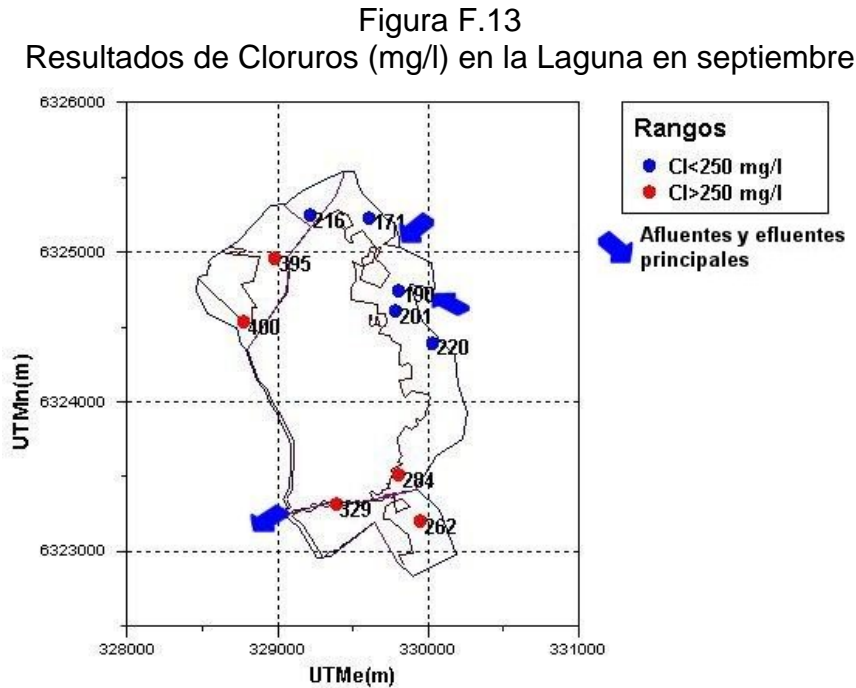 Figura F.13
Resultados de Cloruros (mg/l) en la Laguna en septiembre
6326000
6325000
6324000
6323000
UTMn(m)
328000
329000
330000
331000
UTMe(m)
216
171
395
190
201
400
220
284
329
262
Rangos
Cl<250 mg/l
Cl>250 mg/l
Afluentes y efluentes
principales